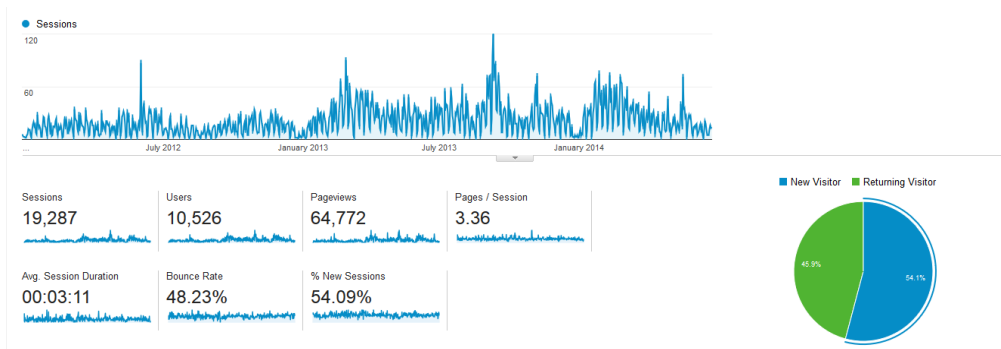 Sessions
120
60
...
July 2012
January 2013
July 2013
January 2014
New Visitor
Returning Visitor
Sessions
Users
Pageviews
Pages / Session
19,287
10,526
64,772
3.36
Avg. Session Duration
Bounce Rate
% New Sessions
00:03:11
48.23%
54.09%
45.9%
54.1%